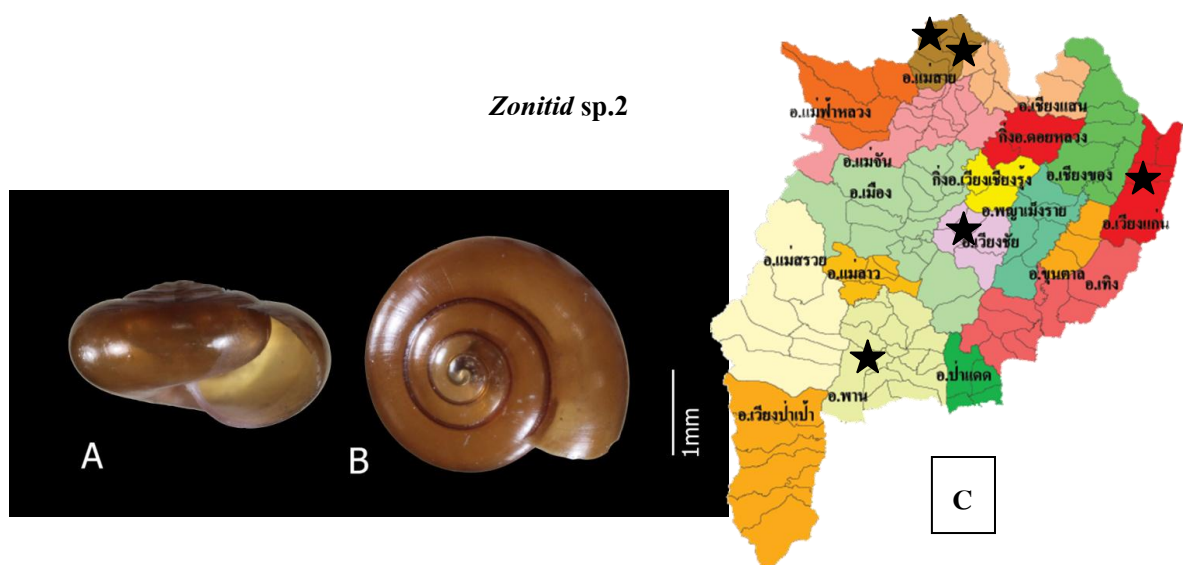 Zonitid sp.2
A
B
1mm
อ.แม่สาย
อ.เชียงแสน
อ.แม่ฟ้าหลวง
กิ่งอ.ดอยหลวง
อ.แม่จัน
กิ่งอ.เวียงเชียงรุ้ง
อ.เชียงของ
อ.เมือง
อ.พญาเม็งราย
อ.เวียงแก่น
อ.เวียงชัย
อ.แม่สรวย
อ.แม่ลาว
อ.ขุนตาล
อ.เทิง
อ.ป่าแดด
อ.พาน
อ.เวียงป่าเป้า
C